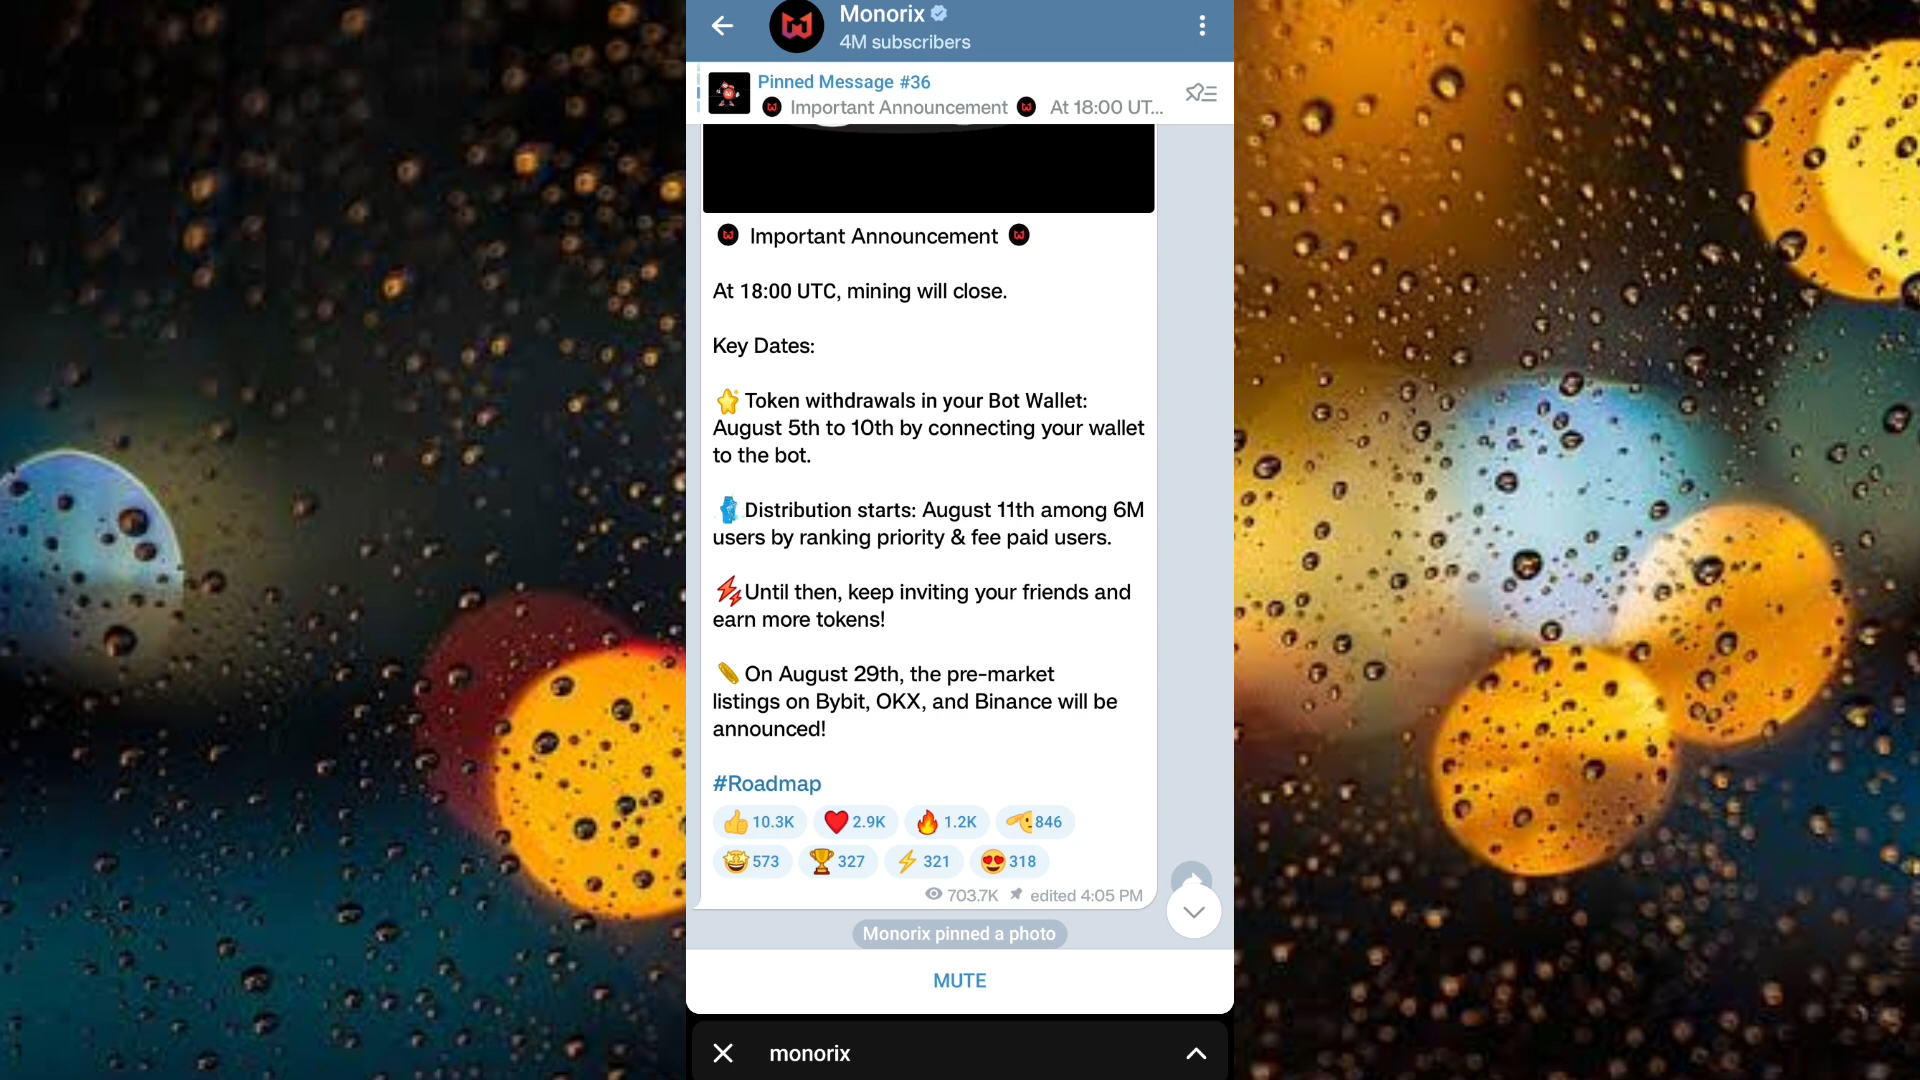 Monorix
4M subscribers
Pinned Message #36
Important Announcement At 18:00 UT...
Important Announcement
At 18:00 UTC, mining will close.
Key Dates:
Token withdrawals in your Bot Wallet:
August 5th to 10th by connecting your wallet
to the bot.
Distribution starts: August 11th among 6M
users by ranking priority & fee paid users.
Until then, keep inviting your friends and
earn more tokens!
On August 29th, the pre-market
listings on Bybit, OKX, and Binance will be
announced!
#Roadmap
10.3K 2.9K 1.2K 846
573 327 321 318
703.7K edited 4:05 PM
Monorix pinned a photo
MUTE
monorix